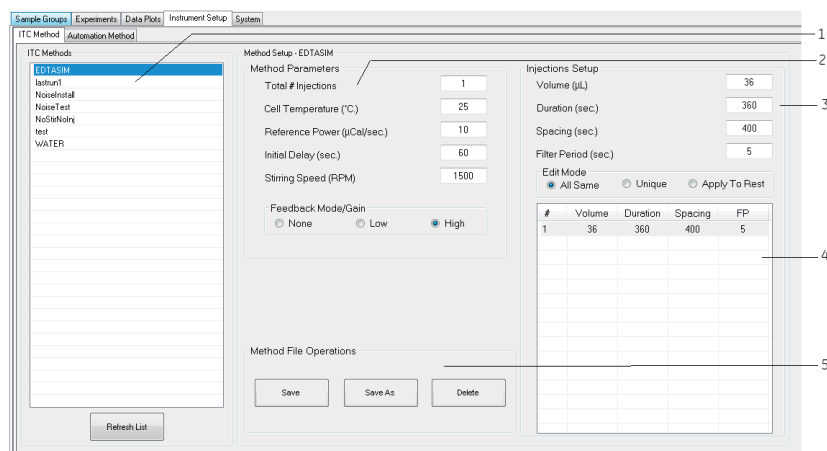 Sample Groups Experiments Data Plots Instrument Setup System
ITC Method Automation Method
ITC Methods
EDTASIM
lastrun1
NoiseInstall
NoiseTest
NoStirNoInj
test
WATER
Refresh List
Method Setup - EDTASIM
Method Parameters
Total # Injections 1
Cell Temperature (°C.) 25
Reference Power (µCal/sec.) 10
Initial Delay (sec.) 60
Stirring Speed (RPM) 1500
Feedback Mode/Gain
None Low High
Method File Operations
Save Save As Delete
Injections Setup
Volume (µL) 36
Duration (sec.) 360
Spacing (sec.) 400
Filter Period (sec.) 5
Edit Mode
All Same Unique Apply To Rest
# Volume Duration Spacing FP
1 36 360 400 5
1
2
3
4
5